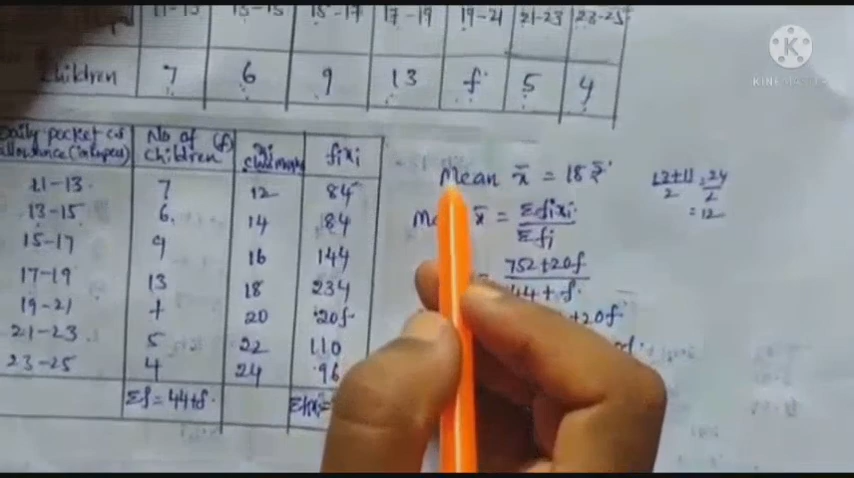 11-13 13-15 15-17 17-19 19-21 21-23 23-25
children 7 6 9 13 f 5 4
KINEMASTER
Daily pocket No of (f) xi fixi
allowance (in rupees) children
11-13 7 12 84
13-15 6 14 84
15-17 9 16 144
17-19 13 18 234
19-21 f 20 20f
21-23 5 22 110
23-25 4 24 96
Σf = 44+f Σfixi=
Mean x̄ = 18₹
x̄ = Σfixi / Σfi
752+20f / 44+f
+20f
13+11 / 2 = 24 / 2
= 12